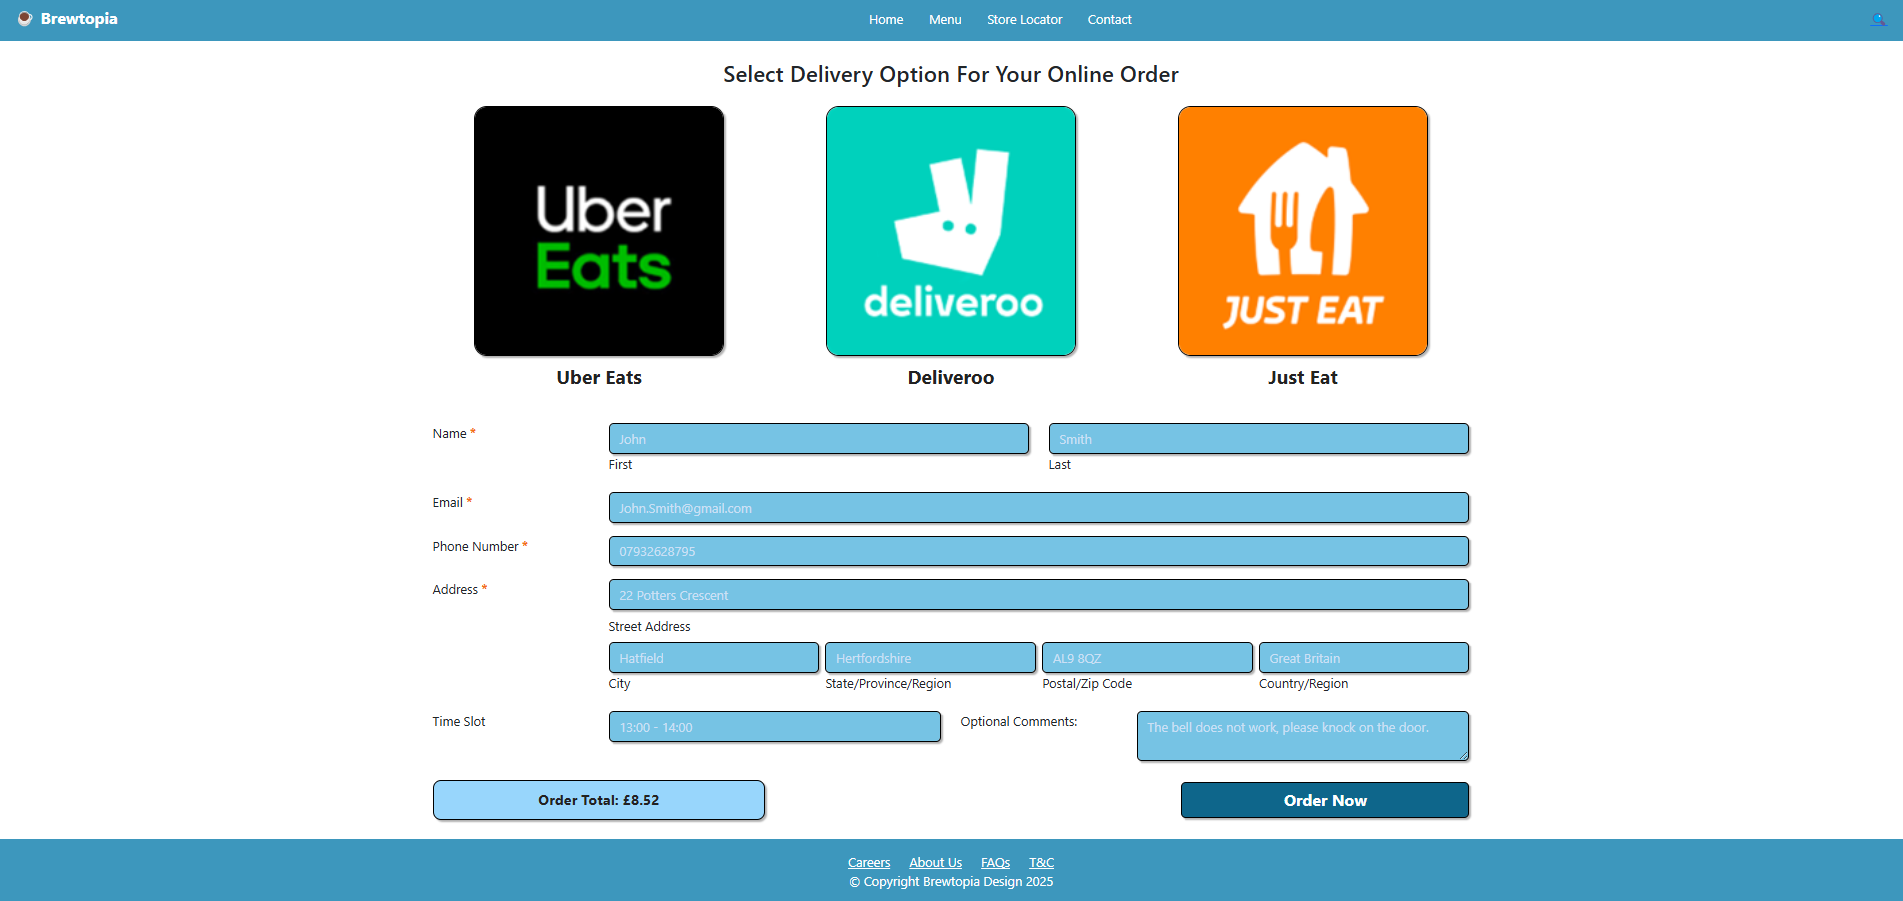 Brewtopia
Home Menu Store Locator Contact
Select Delivery Option For Your Online Order
Uber
Eats
deliveroo
JUST EAT
Uber Eats
Deliveroo
Just Eat
Name *
John
Smith
First
Last
Email *
John.Smith@gmail.com
Phone Number *
07932628795
Address *
22 Potters Crescent
Street Address
Hatfield
Hertfordshire
AL9 8QZ
Great Britain
City
State/Province/Region
Postal/Zip Code
Country/Region
Time Slot
13:00 - 14:00
Optional Comments:
The bell does not work, please knock on the door.
Order Total: £8.52
Order Now
Careers About Us FAQs T&C
© Copyright Brewtopia Design 2025